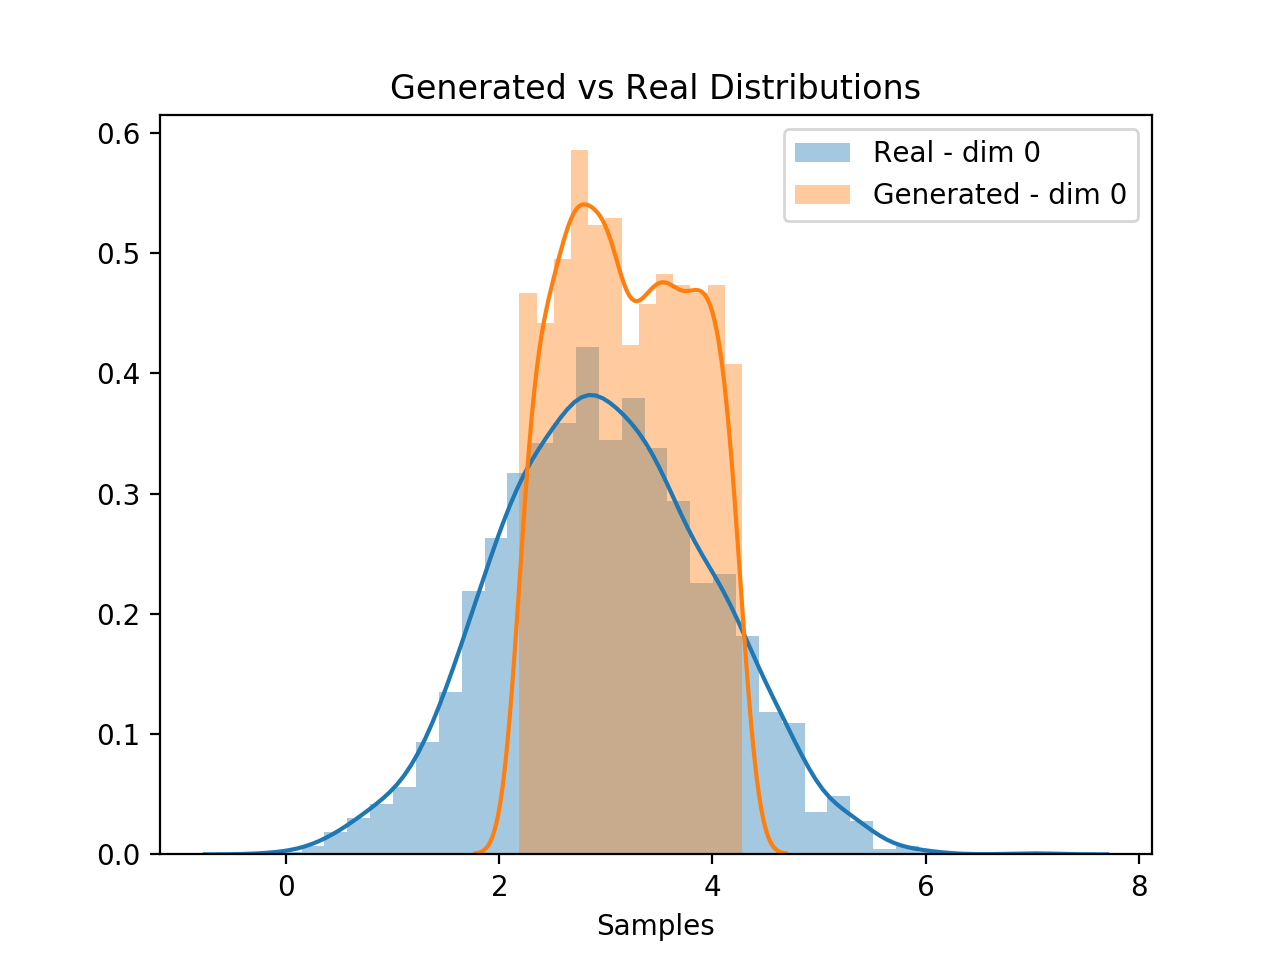 Generated vs Real Distributions
Real - dim 0
Generated - dim 0
0.6
0.5
0.4
0.3
0.2
0.1
0.0
0 2 4 6 8
Samples